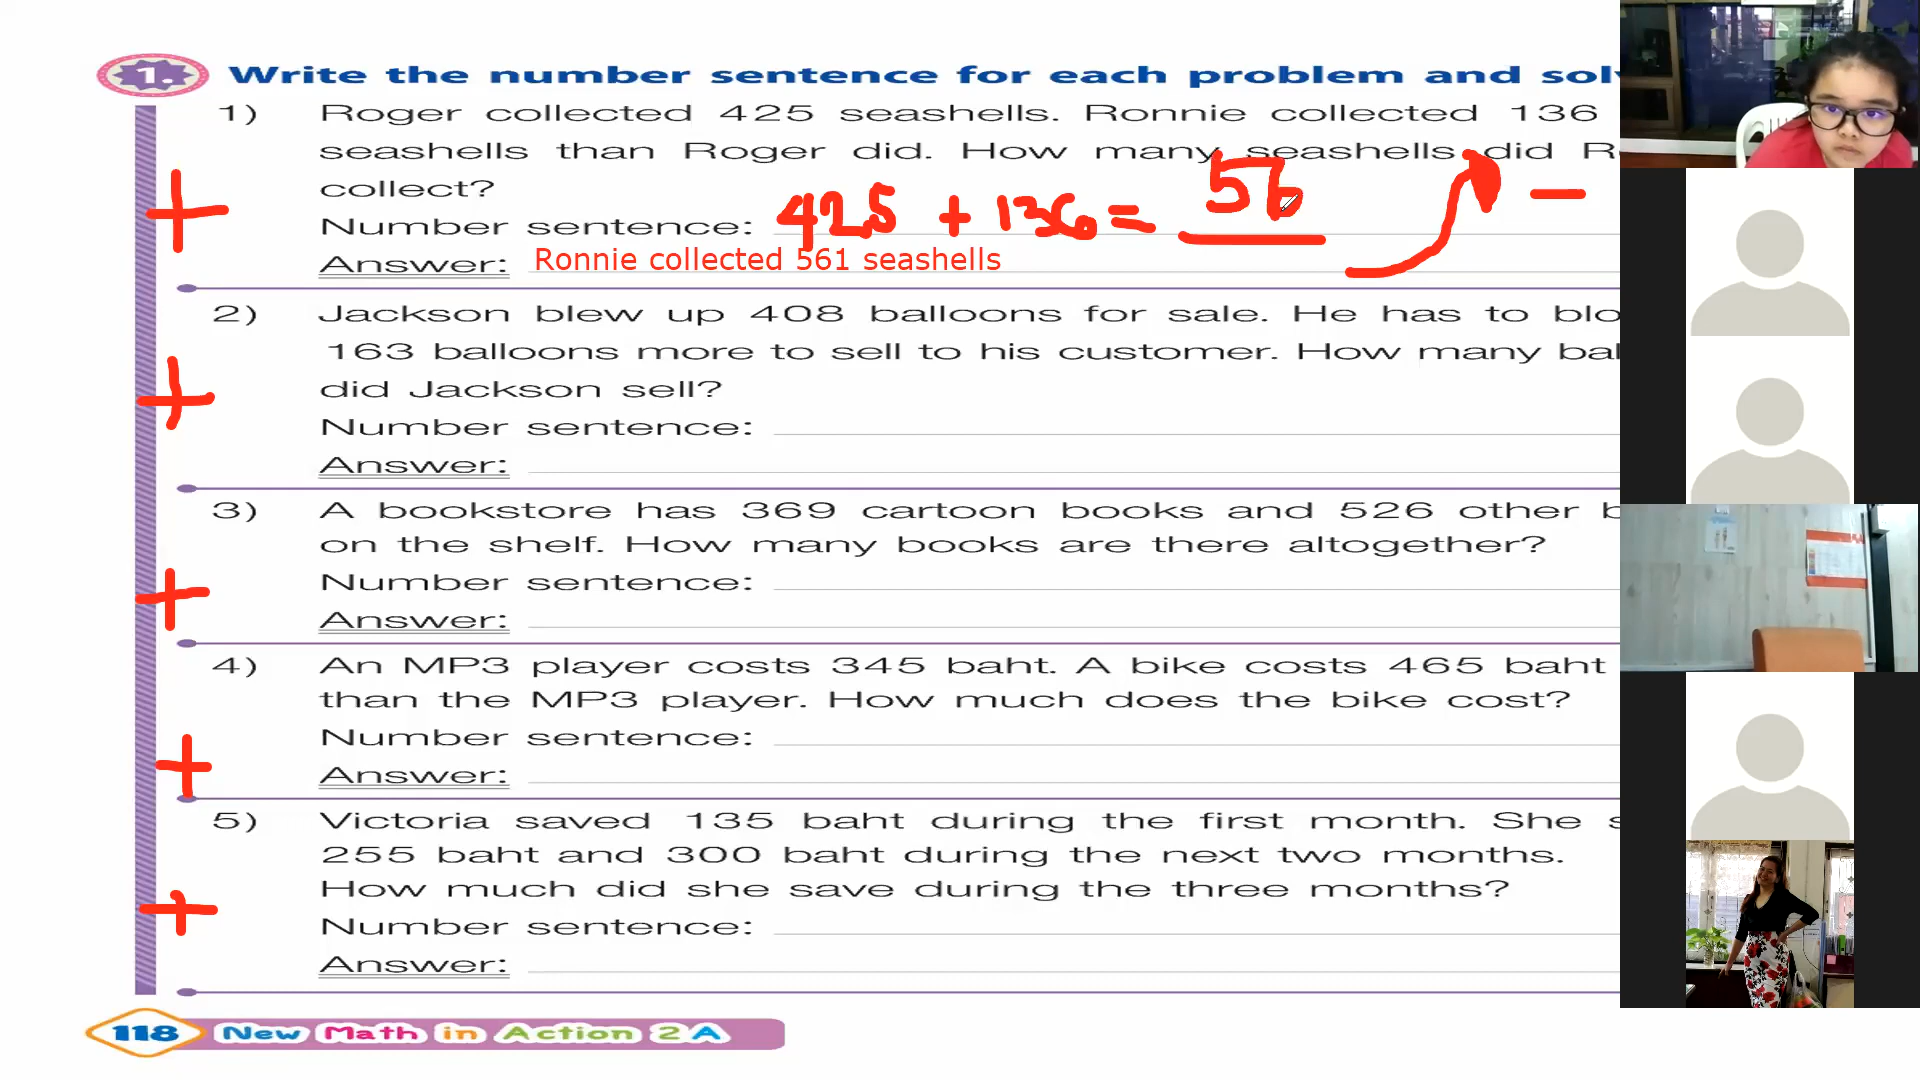 1. Write the number sentence for each problem and sol
1) Roger collected 425 seashells. Ronnie collected 136
seashells than Roger did. How many seashells did R
collect?
Number sentence: 425 + 136 = 56
Answer: Ronnie collected 561 seashells
2) Jackson blew up 408 balloons for sale. He has to blo
163 balloons more to sell to his customer. How many bal
did Jackson sell?
Number sentence:
Answer:
3) A bookstore has 369 cartoon books and 526 other b
on the shelf. How many books are there altogether?
Number sentence:
Answer:
4) An MP3 player costs 345 baht. A bike costs 465 baht
than the MP3 player. How much does the bike cost?
Number sentence:
Answer:
5) Victoria saved 135 baht during the first month. She s
255 baht and 300 baht during the next two months.
How much did she save during the three months?
Number sentence:
Answer:
118 New Math in Action 2A